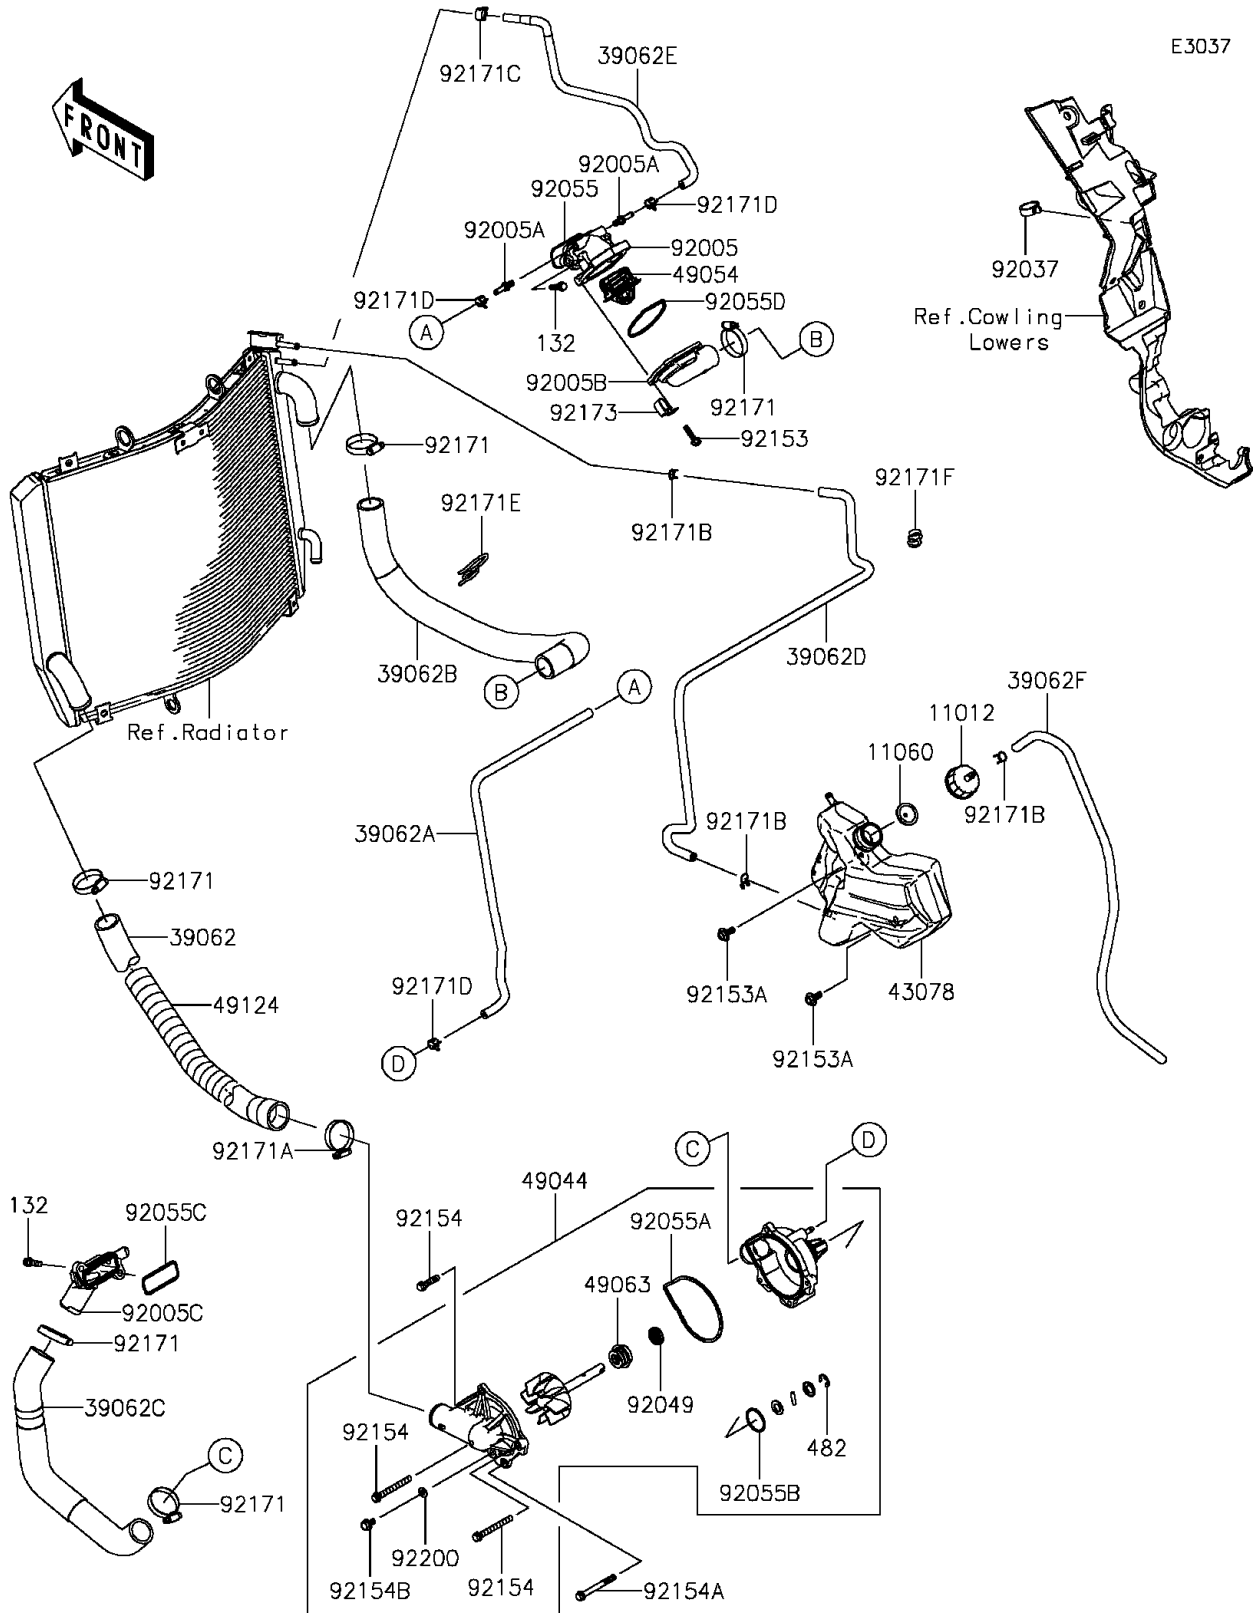 E3037
39062E
92171C
FRONT
92005A
92055
92171D
92005A
92005
49054
92037
92171D
92055D
A
132
B
Ref.Cowling
Lowers
92005B
92173
92171
92153
92171
92171E
92171B
92171F
39062B
39062D
B
A
39062F
Ref.Radiator
11012
11060
39062A
92171B
92171B
92171
39062
49124
92171D
92153A
43078
D
92153A
92171A
C
D
49044
132
92055C
92154
92055A
92005C
49063
92171
39062C
92049
482
92154
C
92171
92055B
92200
92154B
92154
92154A